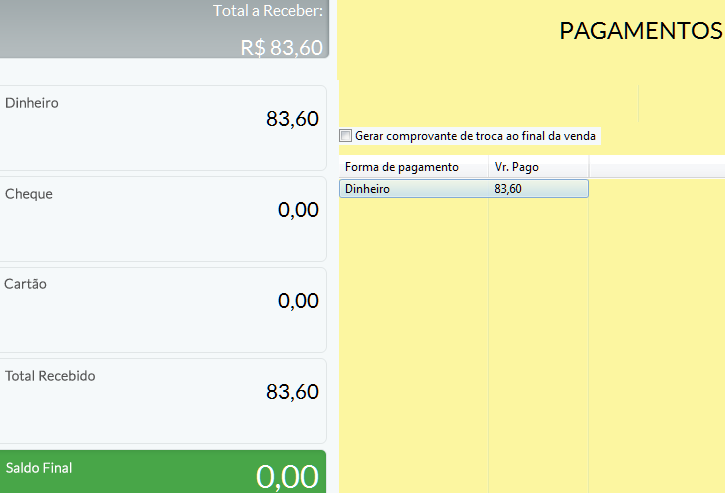 Total a Receber:
R$ 83,60
PAGAMENTOS
Dinheiro
83,60
Cheque
0,00
Cartão
0,00
Total Recebido
83,60
Saldo Final
0,00
Gerar comprovante de troca ao final da venda
Forma de pagamento Vr. Pago
Dinheiro 83,60